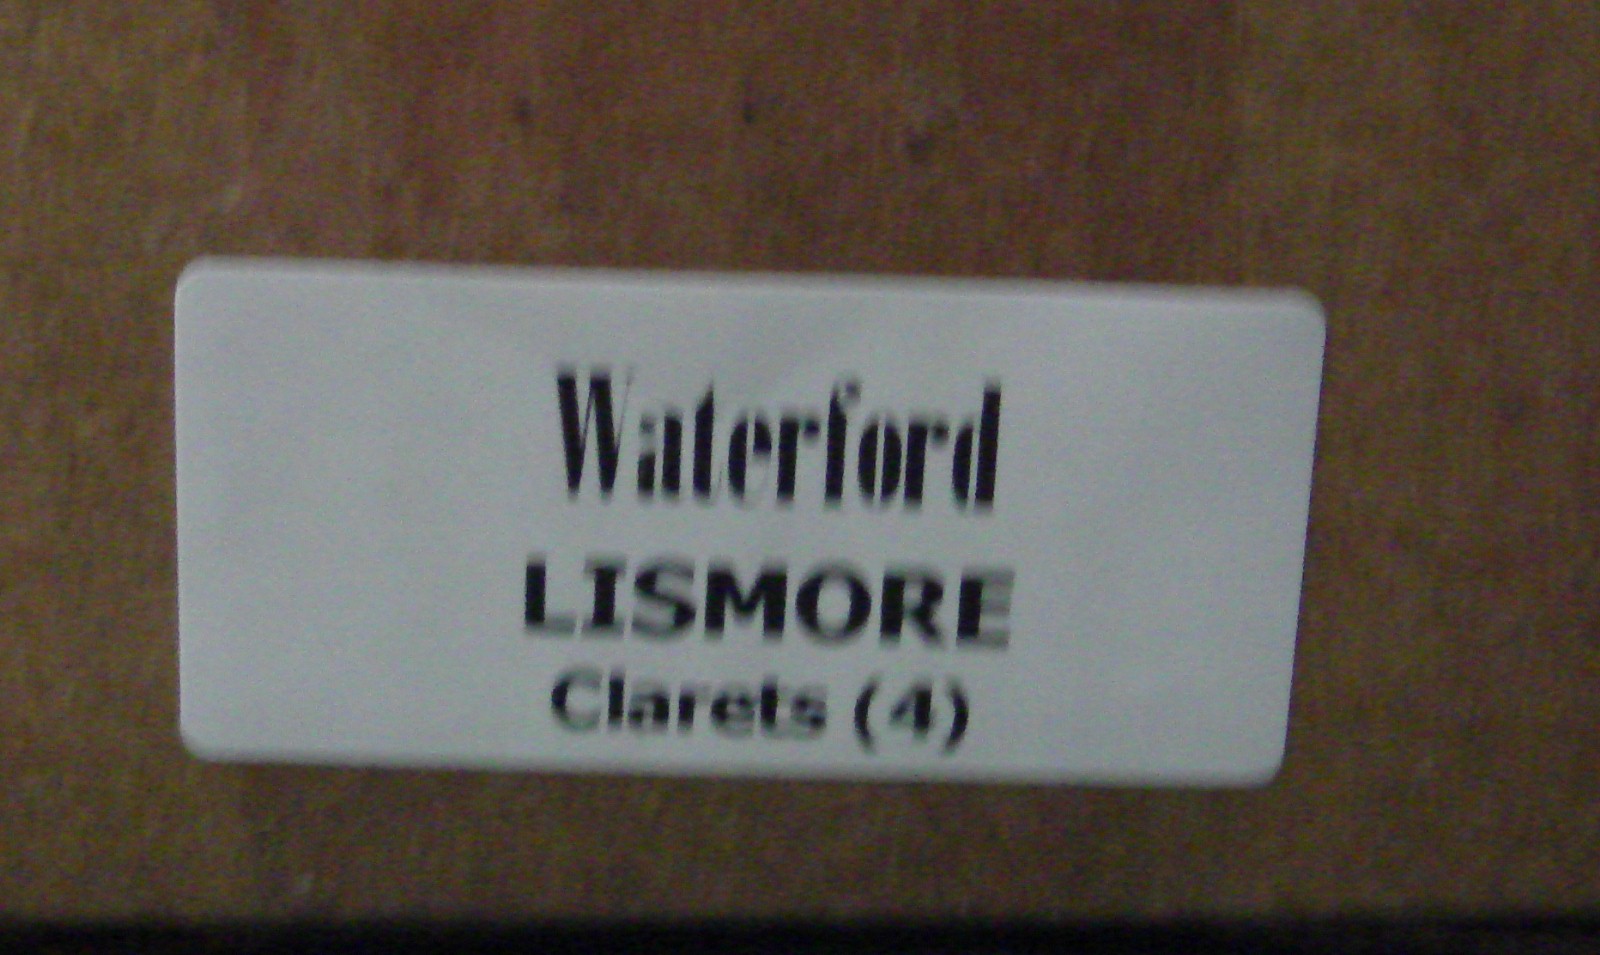 Waterford
LISMORE
Clarets (4)